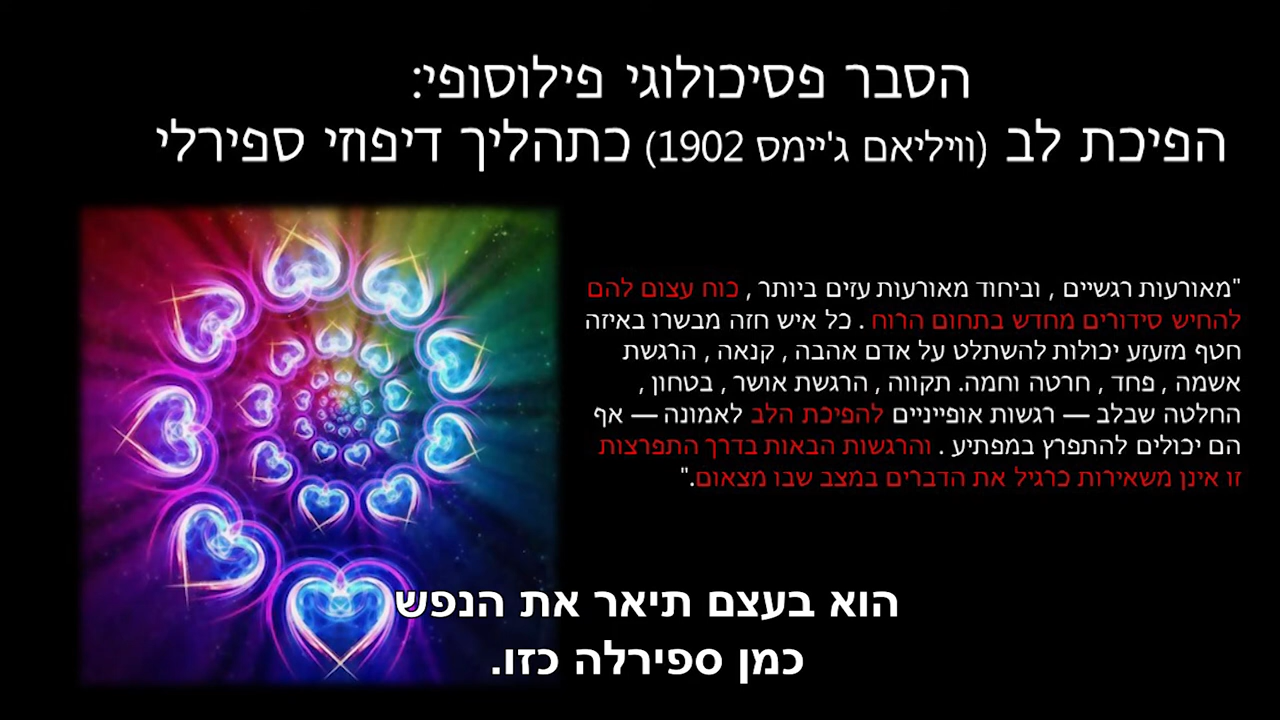 הסבר פסיכולוגי פילוסופי:
הפיכת לב (וויליאם ג'יימס 1902) כתהליך דיפוזי ספירלי
"מאורעות רגשיים , וביחוד מאורעות עזים ביותר , כוח עצום להם
להחיש סידורים מחדש בתחום הרוח . כל איש חזה מבשרו באיזה
חטף מזעזע יכולות להשתלט על אדם אהבה , קנאה , הרגשת
אשמה , פחד , חרטה וחמה. תקווה , הרגשת אושר , בטחון ,
החלטה שבלב — רגשות אופייניים להפיכת הלב לאמונה — אף
הם יכולים להתפרץ במפתיע . והרגשות הבאות בדרך התפרצות
זו אינן משאירות כרגיל את הדברים במצב שבו מצאום."
הוא בעצם תיאר את הנפש
כמן ספירלה כזו.